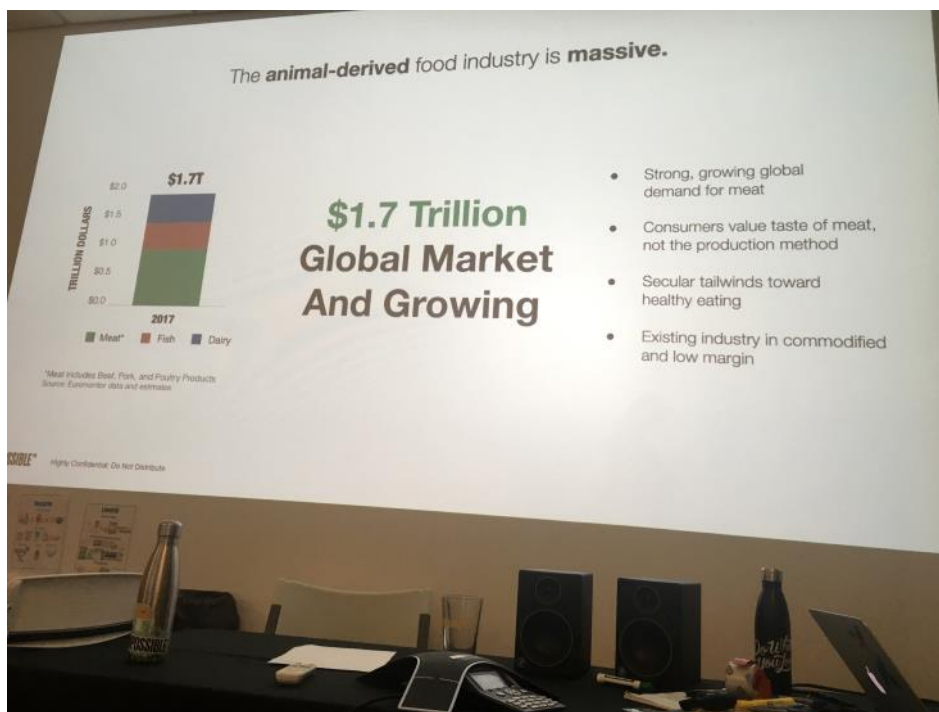 The animal-derived food industry is massive.
$1.7T
$2.0
$1.5
$1.0
$0.5
$0.0
TRILLION DOLLARS
2017
Meat* Fish Dairy
*Meat includes Beef, Pork, and Poultry Products
Source: Euromonitor data and estimates
$1.7 Trillion
Global Market
And Growing
• Strong, growing global
demand for meat
• Consumers value taste of meat,
not the production method
• Secular tailwinds toward
healthy eating
• Existing industry in commodified
and low margin
SSIBLE™ Highly Confidential: Do Not Distribute
POSSIBLE